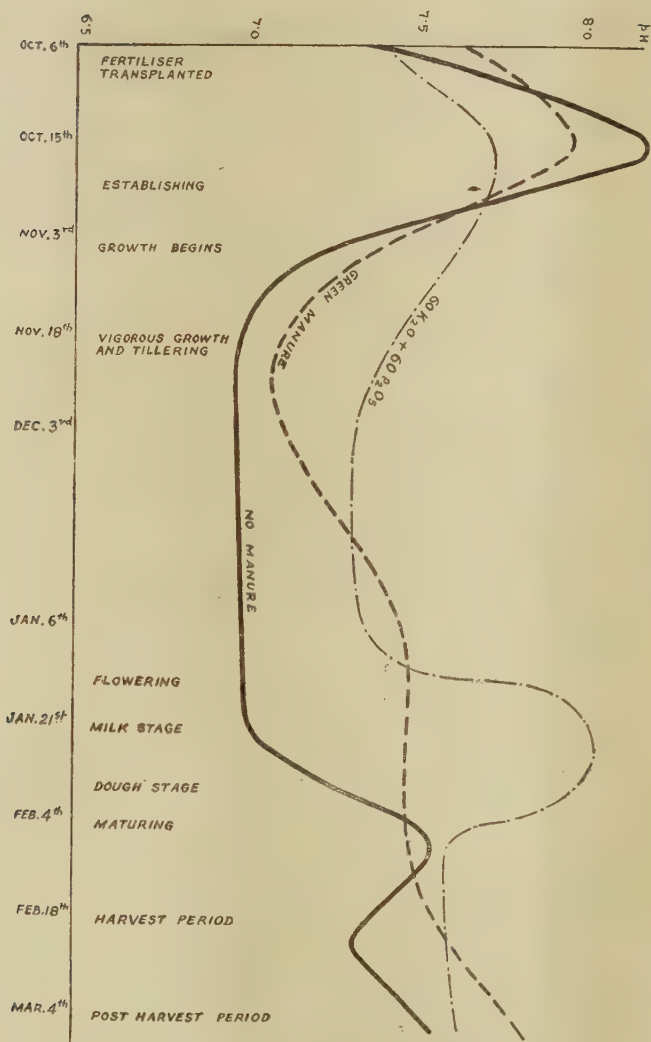 6.5
7.0
7.5
8.0
pH
OCT. 6th
FERTILISER
TRANSPLANTED
OCT. 15th
ESTABLISHING
NOV. 3rd
GROWTH BEGINS
GREEN MANURE
60 K2O + 60 P2O5
NOV. 18th
VIGOROUS GROWTH
AND TILLERING
DEC. 3rd
NO MANURE
JAN. 6th
FLOWERING
JAN. 21st
MILK STAGE
DOUGH STAGE
FEB. 4th
MATURING
FEB. 18th
HARVEST PERIOD
MAR. 4th
POST HARVEST PERIOD